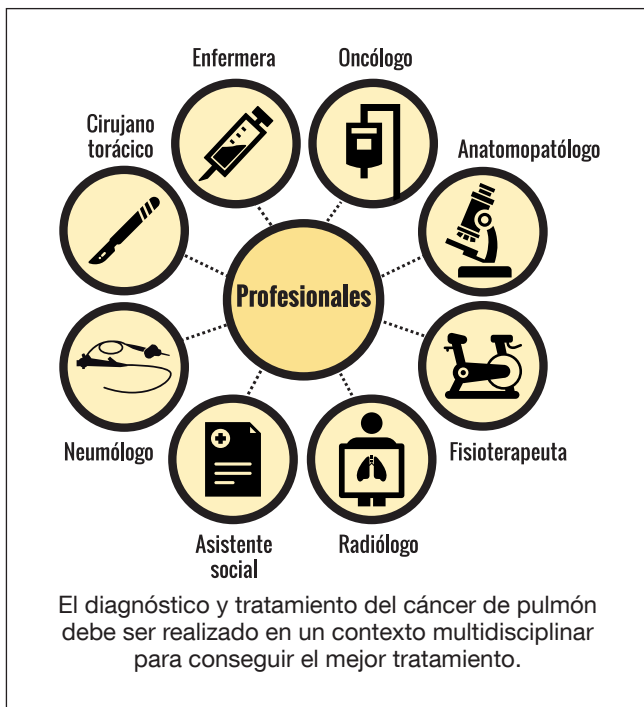 Enfermera
Oncólogo
Cirujano
torácico
Anatomopatólogo
Profesionales
Neumólogo
Fisioterapeuta
Asistente
social
Radiólogo
El diagnóstico y tratamiento del cáncer de pulmón
debe ser realizado en un contexto multidisciplinar
para conseguir el mejor tratamiento.